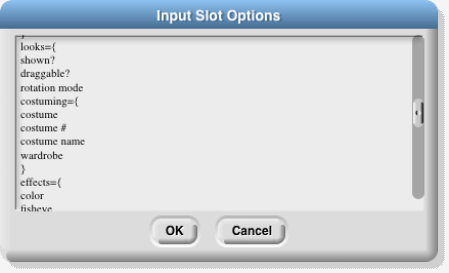 Input Slot Options
}
looks={
shown?
draggable?
rotation mode
costuming={
costume
costume #
costume name
wardrobe
}
effects={
color
fisheye
OK
Cancel